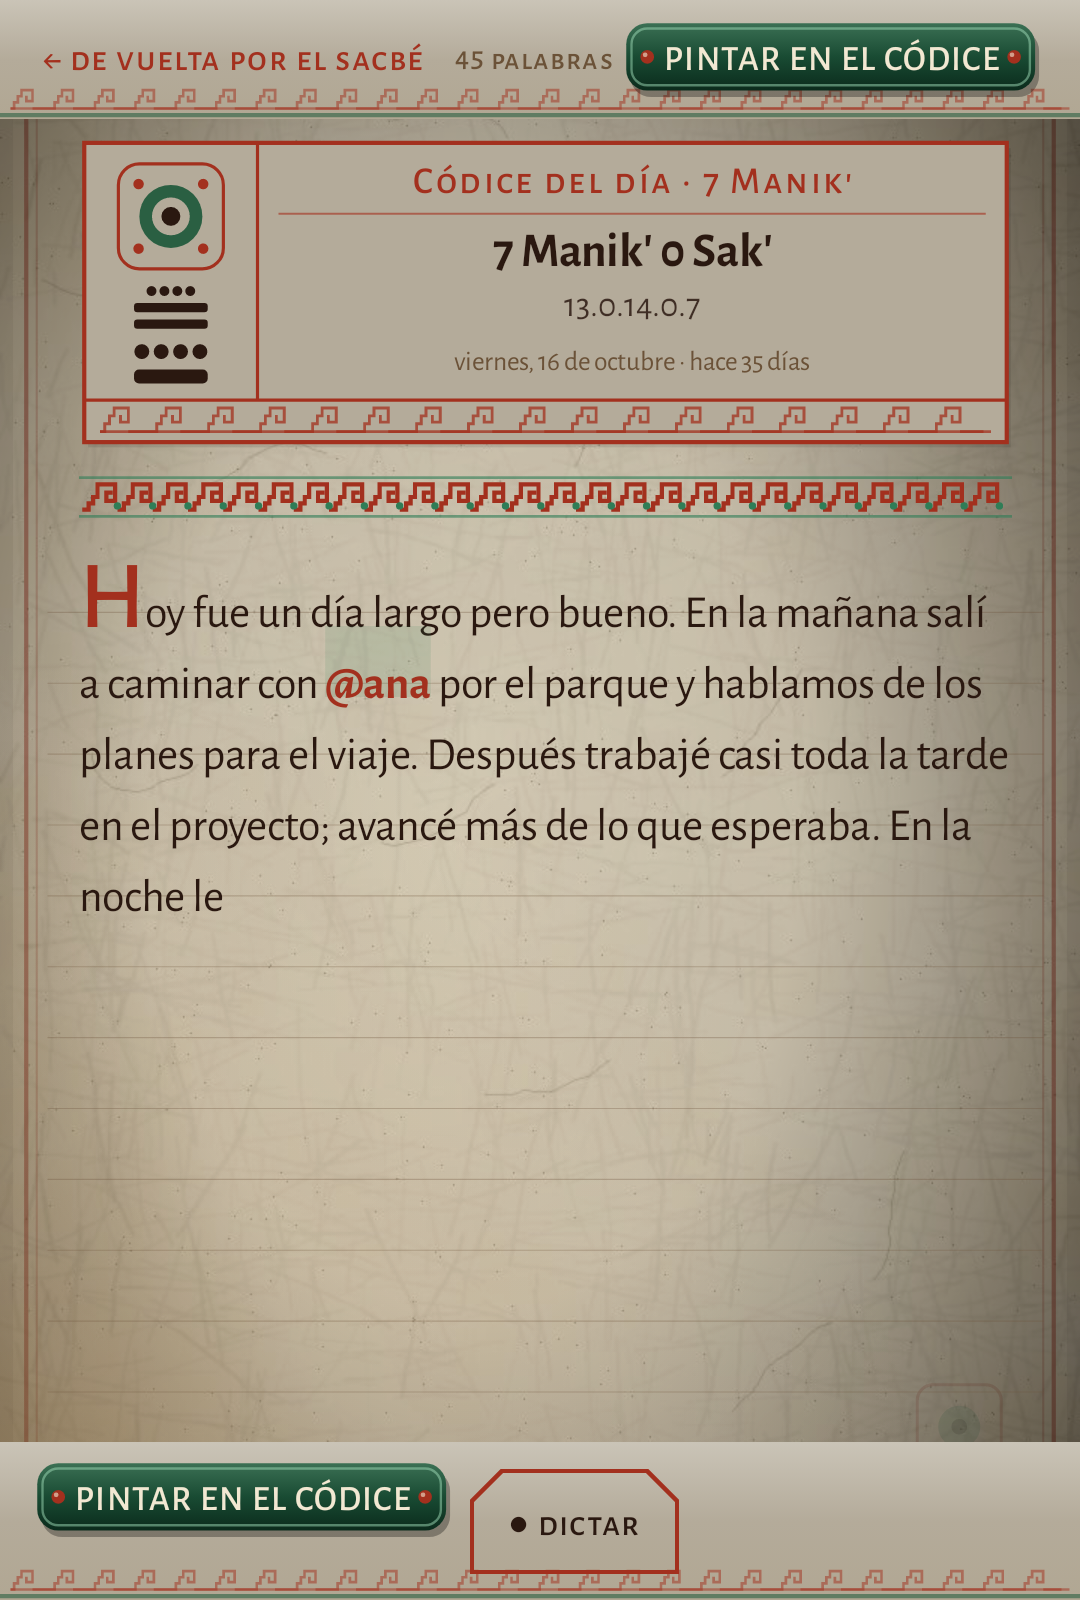 ← DE VUELTA POR EL SACBÉ 45 PALABRAS PINTAR EN EL CÓDICE
CÓDICE DEL DÍA · 7 MANIK'
7 Manik' 0 Sak'
13.0.14.0.7
viernes, 16 de octubre · hace 35 días
Hoy fue un día largo pero bueno. En la mañana salí
a caminar con @ana por el parque y hablamos de los
planes para el viaje. Después trabajé casi toda la tarde
en el proyecto; avancé más de lo que esperaba. En la
noche le
PINTAR EN EL CÓDICE
DICTAR